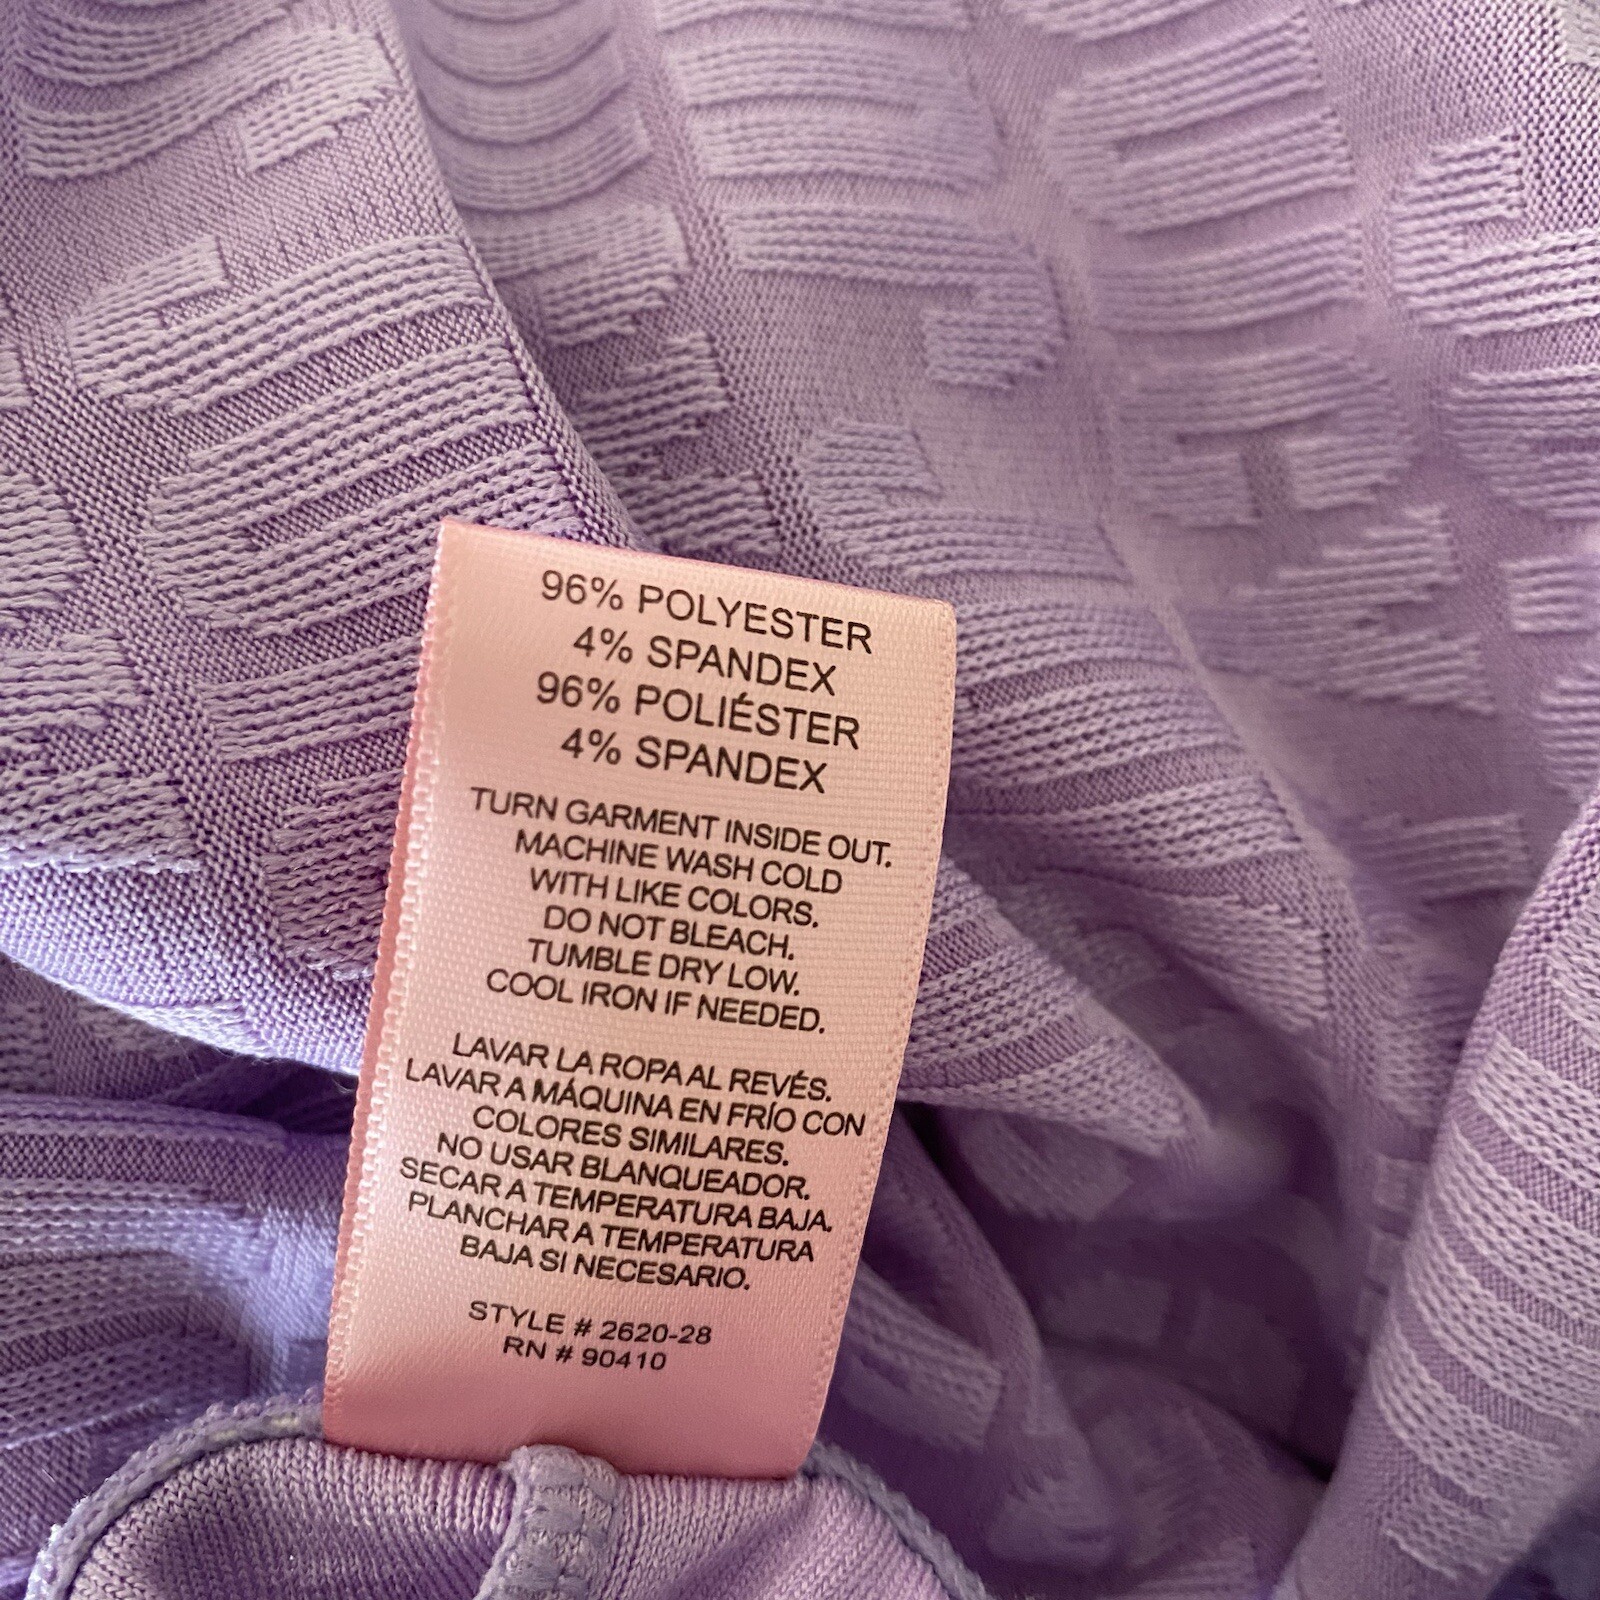 96% POLYESTER
4% SPANDEX
96% POLIÉSTER
4% SPANDEX
TURN GARMENT INSIDE OUT.
MACHINE WASH COLD
WITH LIKE COLORS.
DO NOT BLEACH.
TUMBLE DRY LOW.
COOL IRON IF NEEDED.
LAVAR LA ROPA AL REVÉS.
LAVAR A MÁQUINA EN FRÍO CON
COLORES SIMILARES.
NO USAR BLANQUEADOR.
SECAR A TEMPERATURA BAJA.
PLANCHAR A TEMPERATURA
BAJA SI NECESARIO.
STYLE # 2620-28
RN # 90410